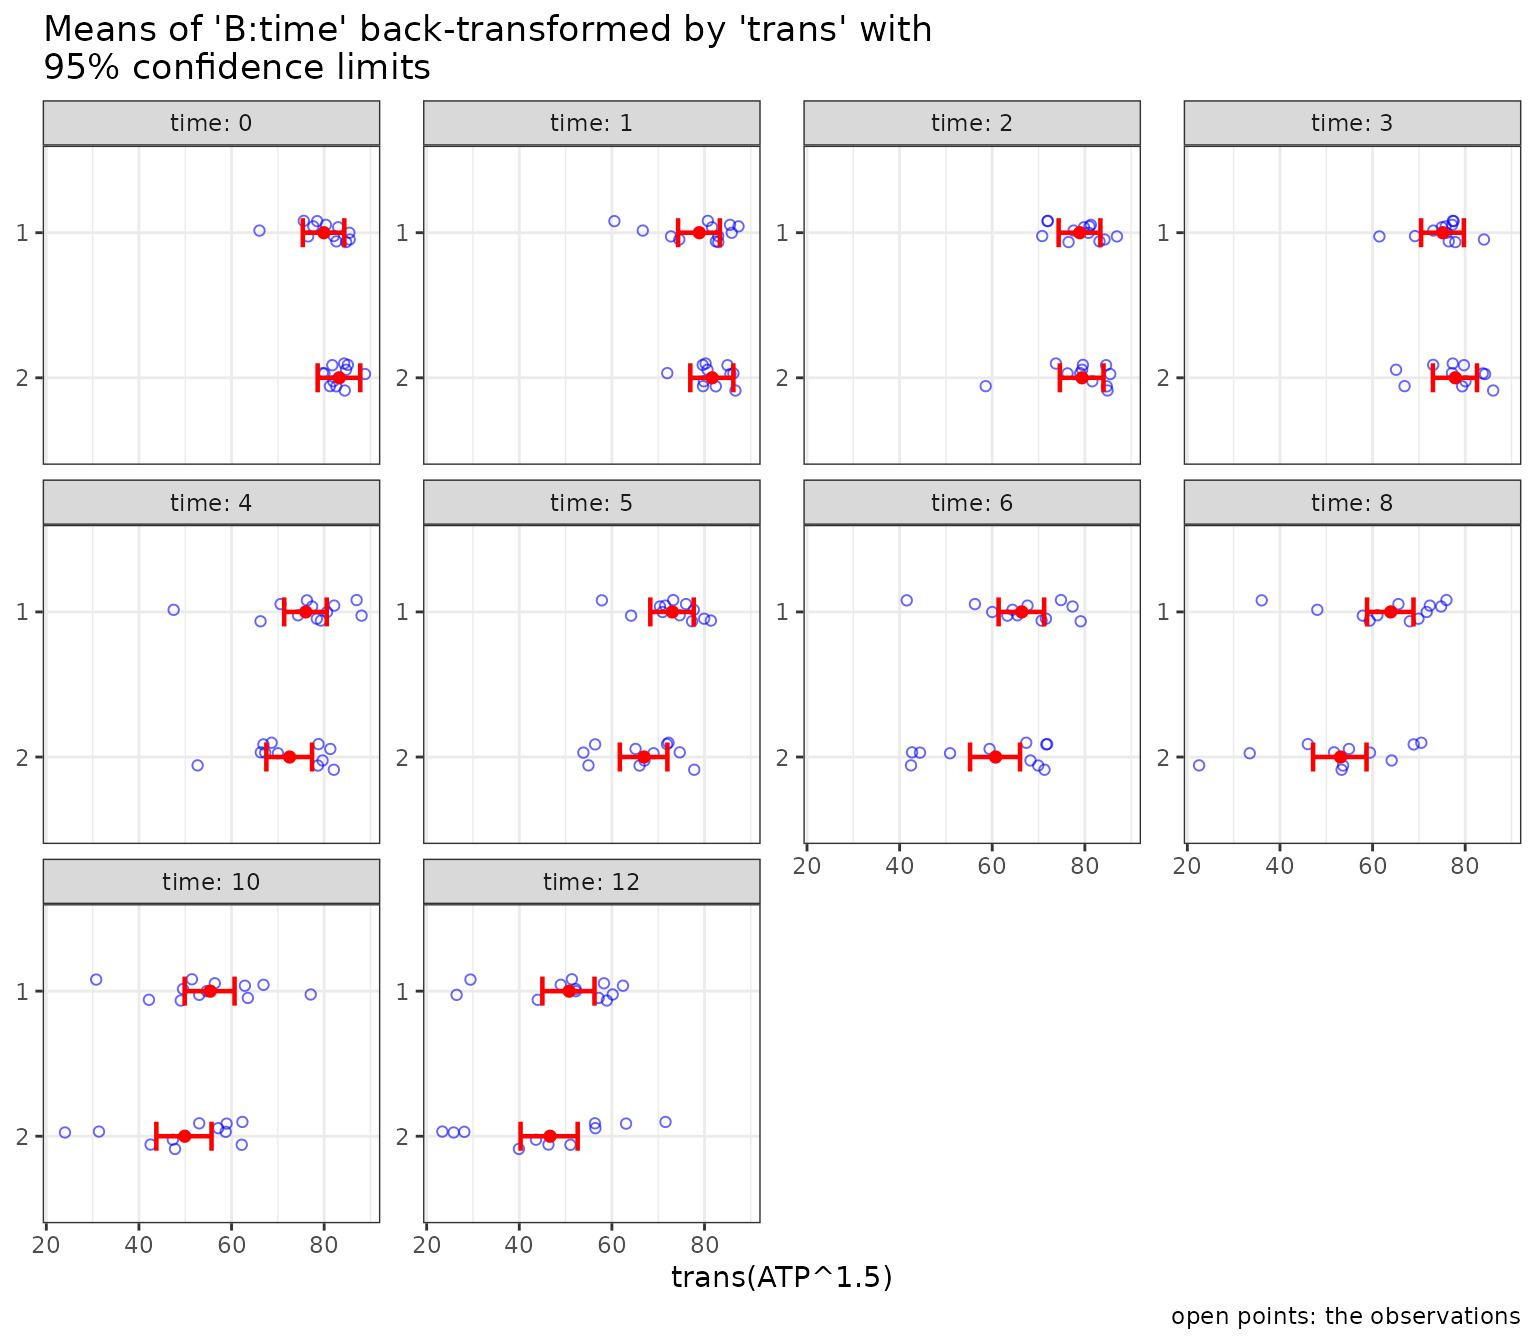 Means of 'B:time' back-transformed by 'trans' with
95% confidence limits
time: 0
time: 1
time: 2
time: 3
1
1
1
1
2
2
2
2
time: 4
time: 5
time: 6
time: 8
1
1
1
1
2
2
2
2
20 40 60 80
20 40 60 80
time: 10
time: 12
1
1
2
2
20 40 60 80
20 40 60 80
trans(ATP^1.5)
open points: the observations